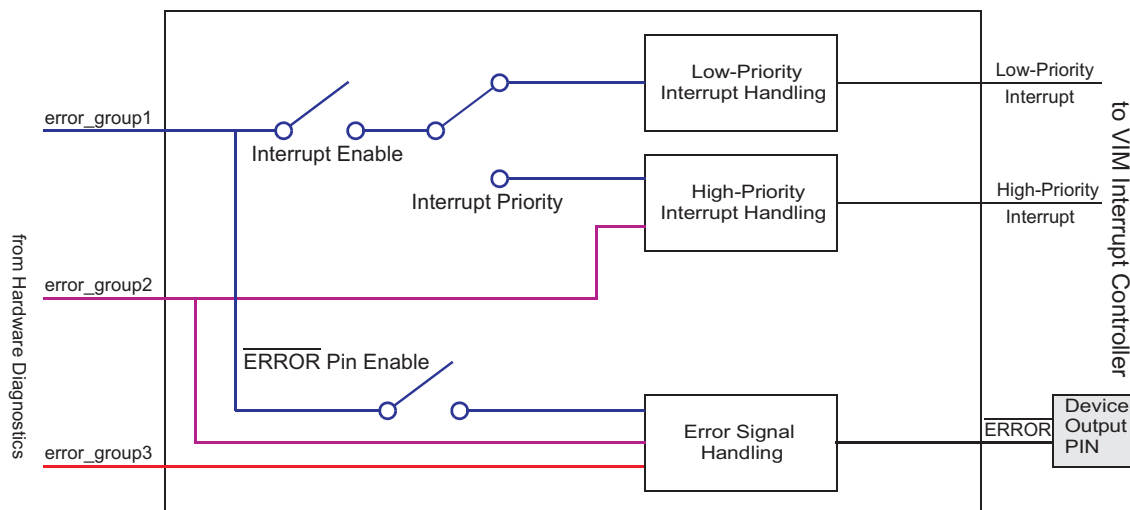 error_group1
Interrupt Enable
Interrupt Priority
Low-Priority
Interrupt Handling
High-Priority
Interrupt Handling
Low-Priority
Interrupt
High-Priority
Interrupt
to VIM Interrupt Controller
from Hardware Diagnostics
error_group2
ERROR Pin Enable
error_group3
Error Signal
Handling
ERROR
Device
Output
PIN